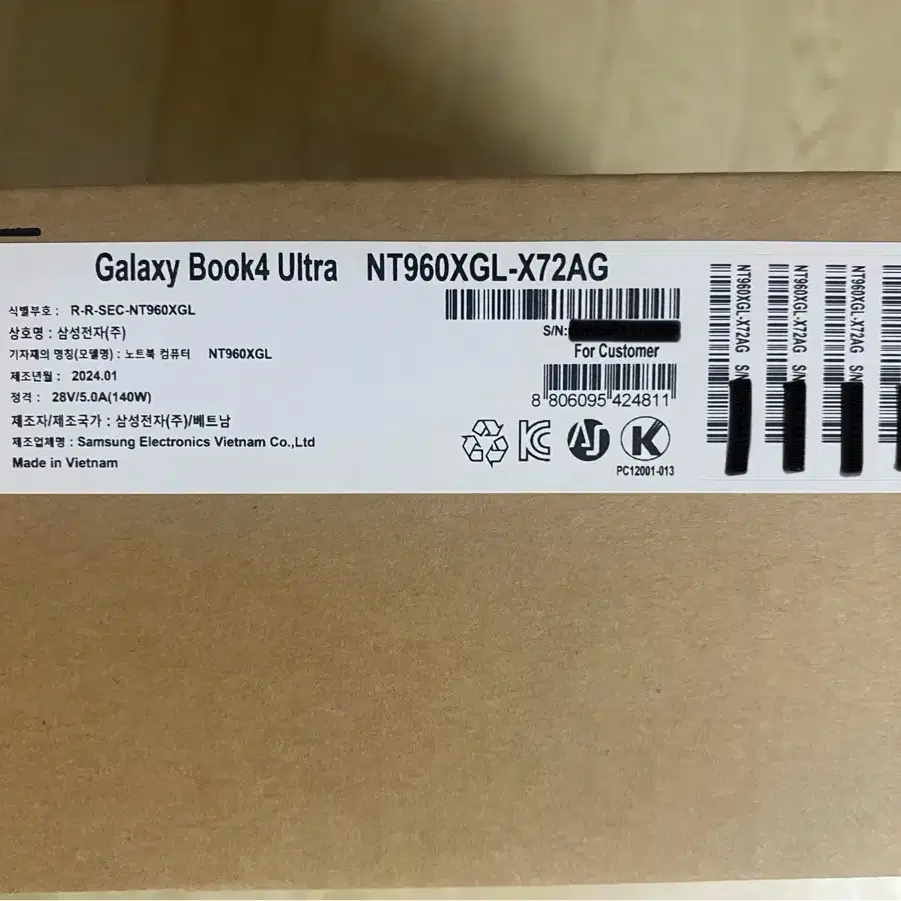 Galaxy Book4 Ultra NT960XGL-X72AG
식별부호 : R-R-SEC-NT960XGL
상호명 : 삼성전자(주)
기자재의 명칭(모델명) : 노트북 컴퓨터 NT960XGL
제조년월 : 2024.01
정격 : 28V/5.0A(140W)
제조자/제조국가 : 삼성전자(주)/베트남
제조업체명 : Samsung Electronics Vietnam Co.,Ltd
Made in Vietnam
S/N:
For Customer
8 806095 424811
PC12001-013
NT960XGL-X72AG S/N
NT960XGL-X72AG S/N
NT960XGL-X72AG S/N